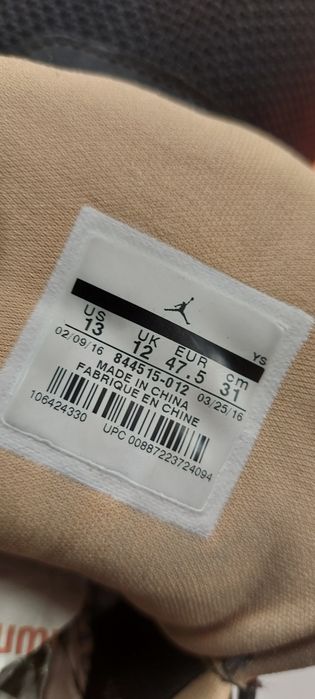 YS
US UK EUR cm
13 12 47.5 31
02/09/16 844515-012 03/25/16
MADE IN CHINA
FABRIQUE EN CHINE
106424330
UPC 00887223724094